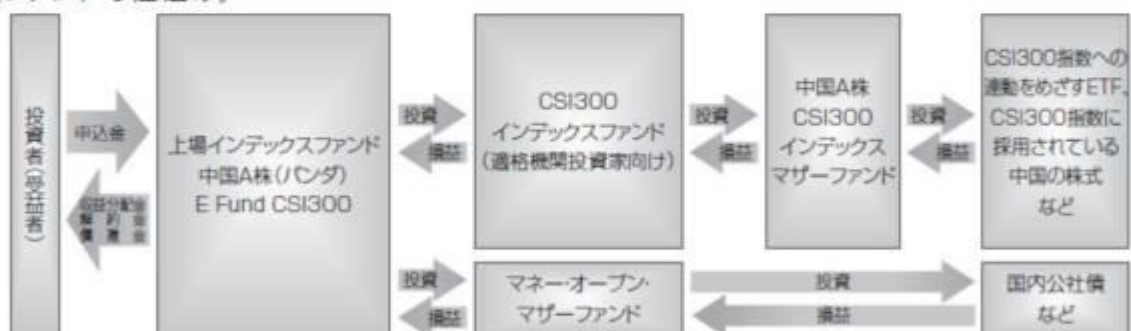 投資者(受益者)
申込金
収益分配金
解約金
償還金
上場インデックスファンド
中国A株(パンダ)
E Fund CSI300
投資
損益
CSI300
インデックスファンド
(適格機関投資家向け)
投資
損益
中国A株
CSI300
インデックス
マザーファンド
投資
損益
CSI300指数への
連動をめざすETF、
CSI300指数に
採用されている
中国の株式
など
投資
損益
マネー・オープン・
マザーファンド
投資
損益
国内公社債
など